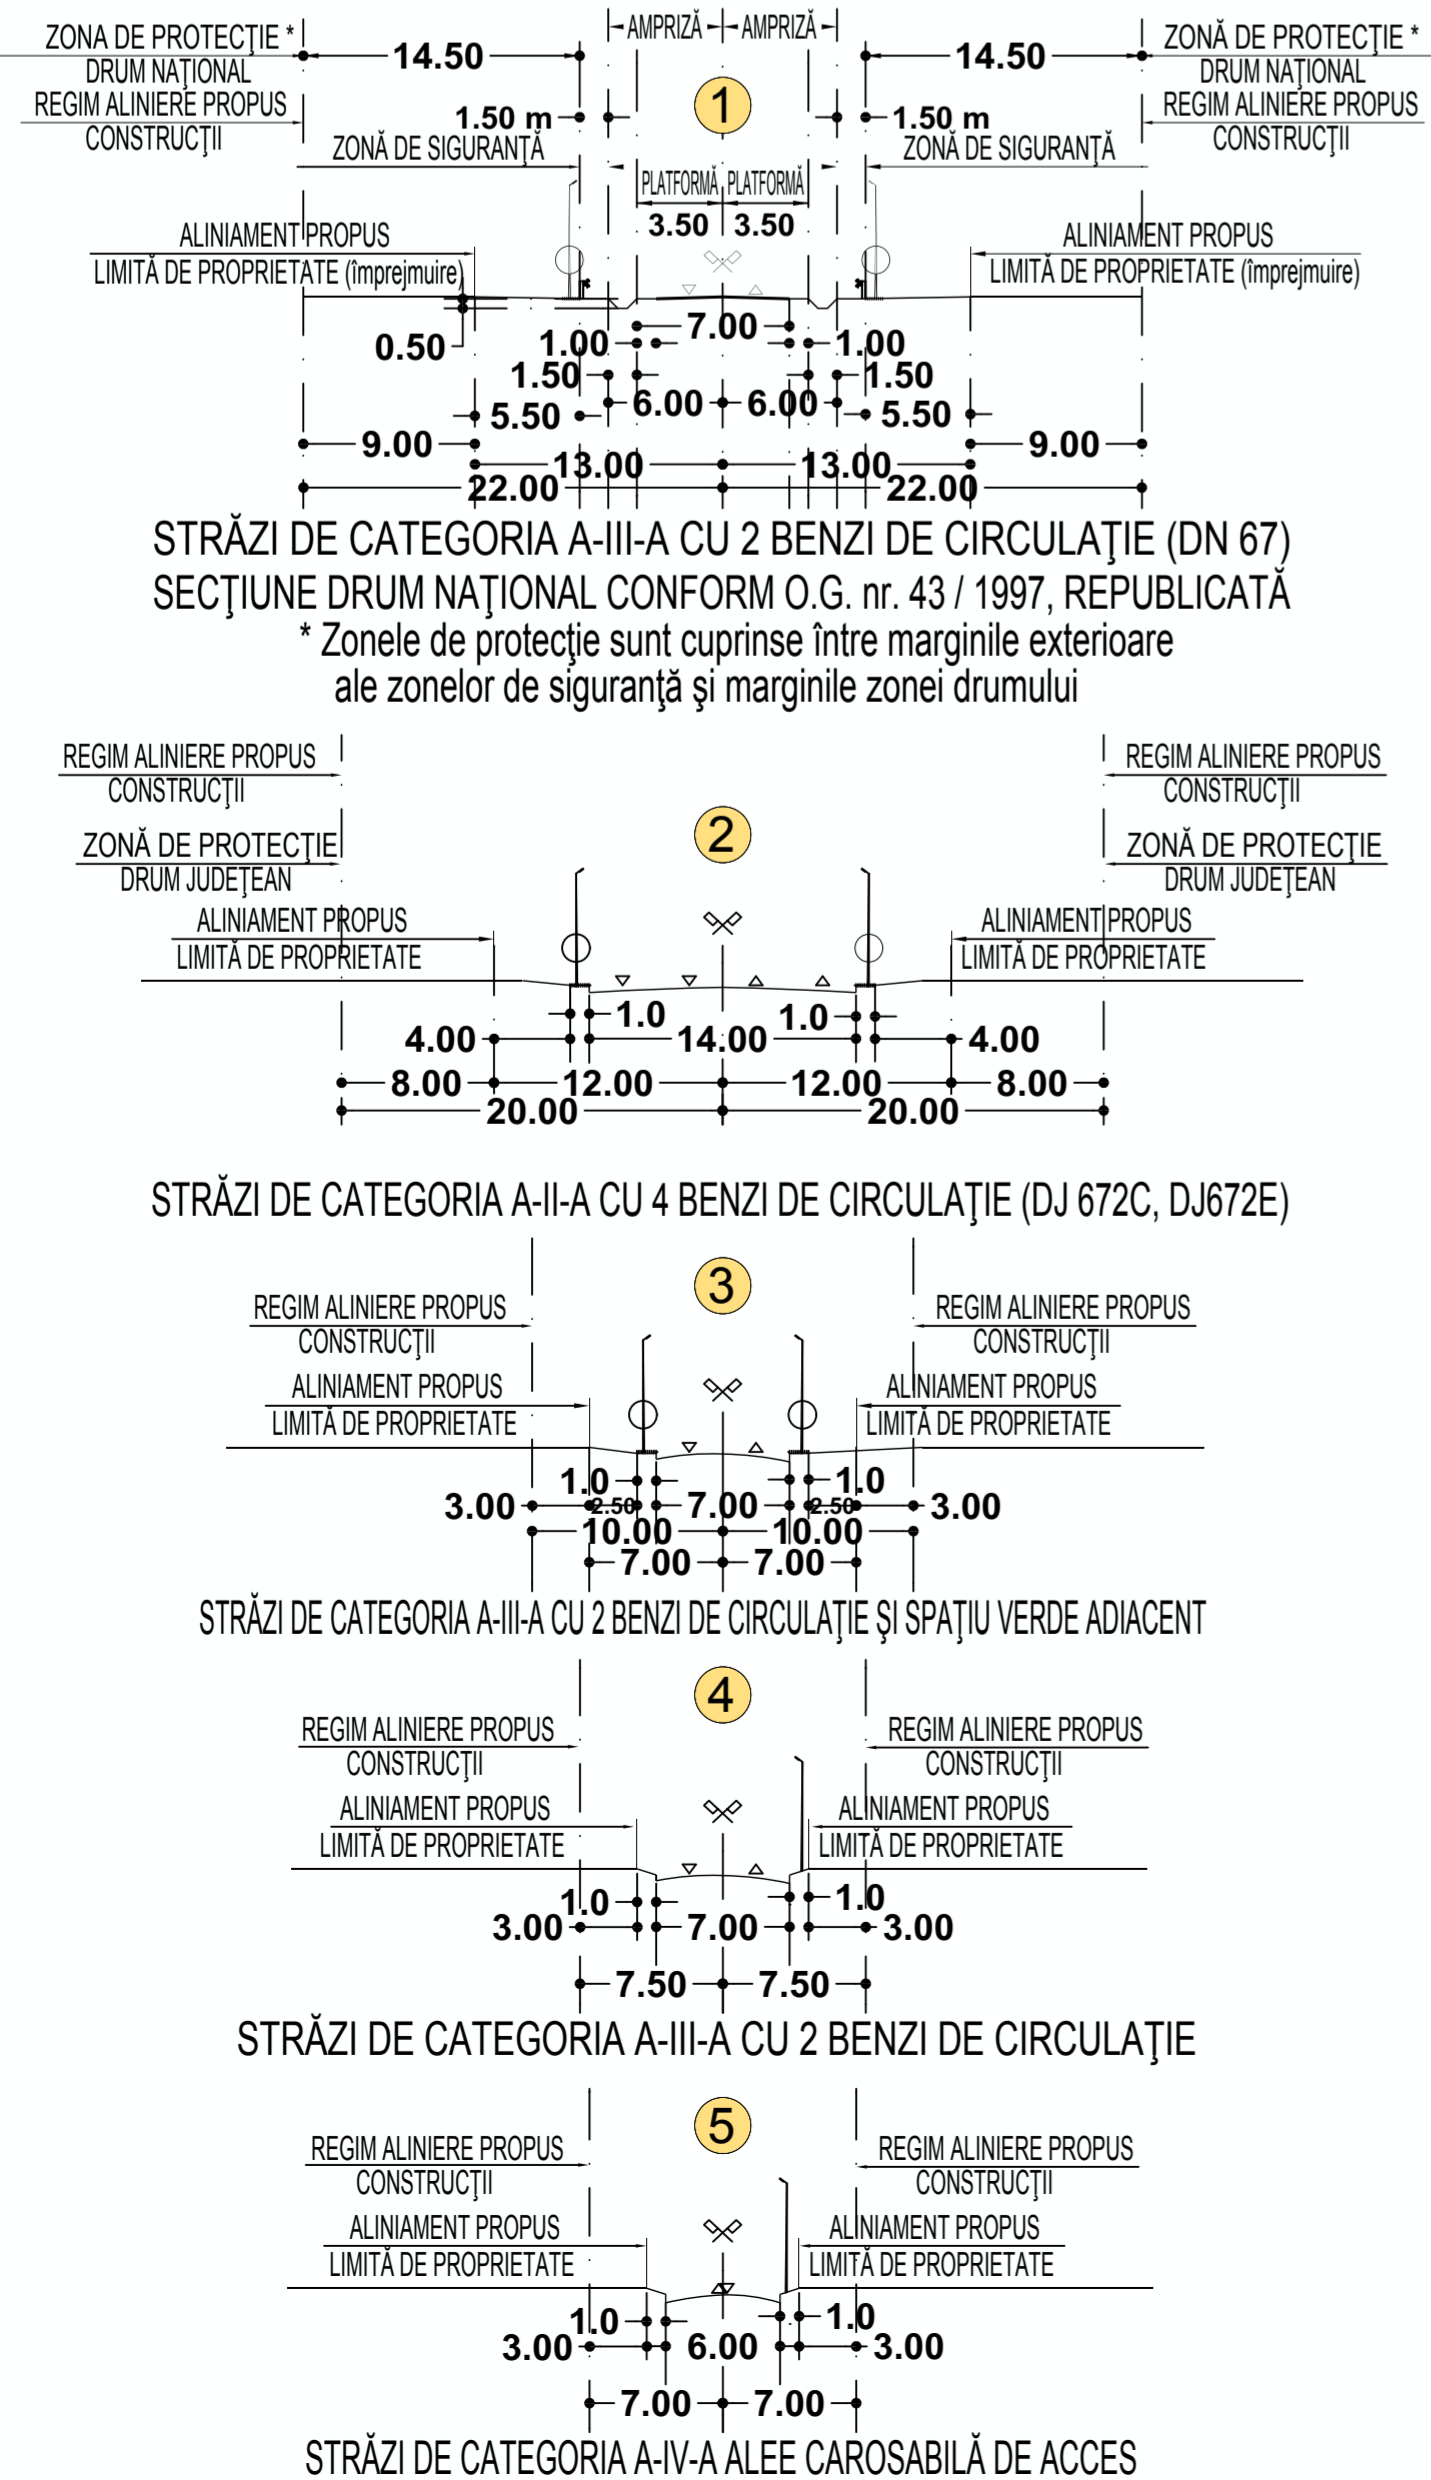 AMPRIZĂ AMPRIZĂ
ZONA DE PROTECŢIE * 14.50 14.50 ZONĂ DE PROTECŢIE *
DRUM NAŢIONAL DRUM NAŢIONAL
REGIM ALINIERE PROPUS 1 REGIM ALINIERE PROPUS
1.50 m 1.50 m
CONSTRUCŢII CONSTRUCŢII
ZONĂ DE SIGURANŢĂ ZONĂ DE SIGURANŢĂ
PLATFORMĂ PLATFORMĂ
3.50 3.50
ALINIAMENT PROPUS ALINIAMENT PROPUS
LIMITĂ DE PROPRIETATE (împrejmuire) LIMITĂ DE PROPRIETATE (împrejmuire)
7.00
0.50 1.00 1.00
1.50 1.50
6.00 6.00
5.50 5.50
9.00 9.00
13.00 13.00
22.00 22.00
STRĂZI DE CATEGORIA A-III-A CU 2 BENZI DE CIRCULAŢIE (DN 67)
SECŢIUNE DRUM NAŢIONAL CONFORM O.G. nr. 43 / 1997, REPUBLICATĂ
* Zonele de protecţie sunt cuprinse între marginile exterioare
ale zonelor de siguranţă şi marginile zonei drumului
REGIM ALINIERE PROPUS REGIM ALINIERE PROPUS
CONSTRUCŢII CONSTRUCŢII
2
ZONĂ DE PROTECŢIE ZONĂ DE PROTECŢIE
DRUM JUDEŢEAN DRUM JUDEŢEAN
ALINIAMENT PROPUS ALINIAMENT PROPUS
LIMITĂ DE PROPRIETATE LIMITĂ DE PROPRIETATE
1.0 1.0
4.00 14.00 4.00
8.00 12.00 12.00 8.00
20.00 20.00
STRĂZI DE CATEGORIA A-II-A CU 4 BENZI DE CIRCULAŢIE (DJ 672C, DJ672E)
3
REGIM ALINIERE PROPUS REGIM ALINIERE PROPUS
CONSTRUCŢII CONSTRUCŢII
ALINIAMENT PROPUS ALINIAMENT PROPUS
LIMITĂ DE PROPRIETATE LIMITĂ DE PROPRIETATE
1.0 1.0
3.00 2.50 7.00 2.50 3.00
10.00 10.00
7.00 7.00
STRĂZI DE CATEGORIA A-III-A CU 2 BENZI DE CIRCULAŢIE ŞI SPAŢIU VERDE ADIACENT
4
REGIM ALINIERE PROPUS REGIM ALINIERE PROPUS
CONSTRUCŢII CONSTRUCŢII
ALINIAMENT PROPUS ALINIAMENT PROPUS
LIMITĂ DE PROPRIETATE LIMITĂ DE PROPRIETATE
1.0 1.0
3.00 7.00 3.00
7.50 7.50
STRĂZI DE CATEGORIA A-III-A CU 2 BENZI DE CIRCULAŢIE
5
REGIM ALINIERE PROPUS REGIM ALINIERE PROPUS
CONSTRUCŢII CONSTRUCŢII
ALINIAMENT PROPUS ALINIAMENT PROPUS
LIMITĂ DE PROPRIETATE LIMITĂ DE PROPRIETATE
1.0 1.0
3.00 6.00 3.00
7.00 7.00
STRĂZI DE CATEGORIA A-IV-A ALEE CAROSABILĂ DE ACCES